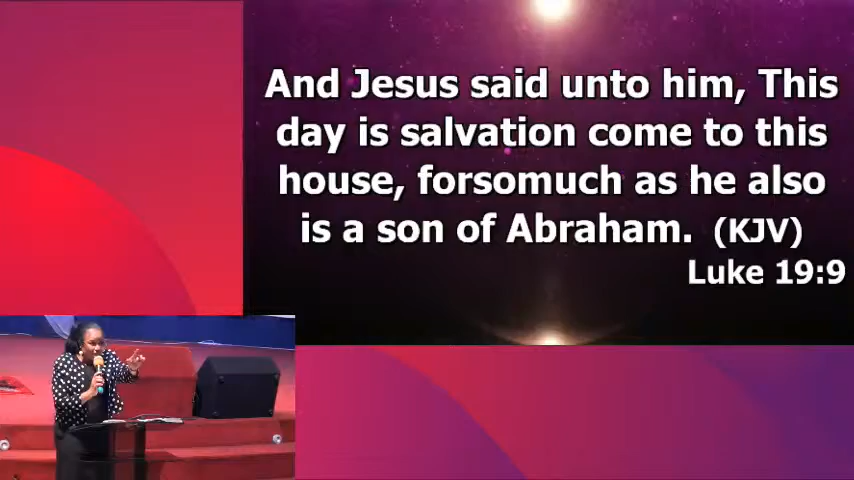 And Jesus said unto him, This
day is salvation come to this
house, forsomuch as he also
is a son of Abraham. (KJV)
Luke 19:9